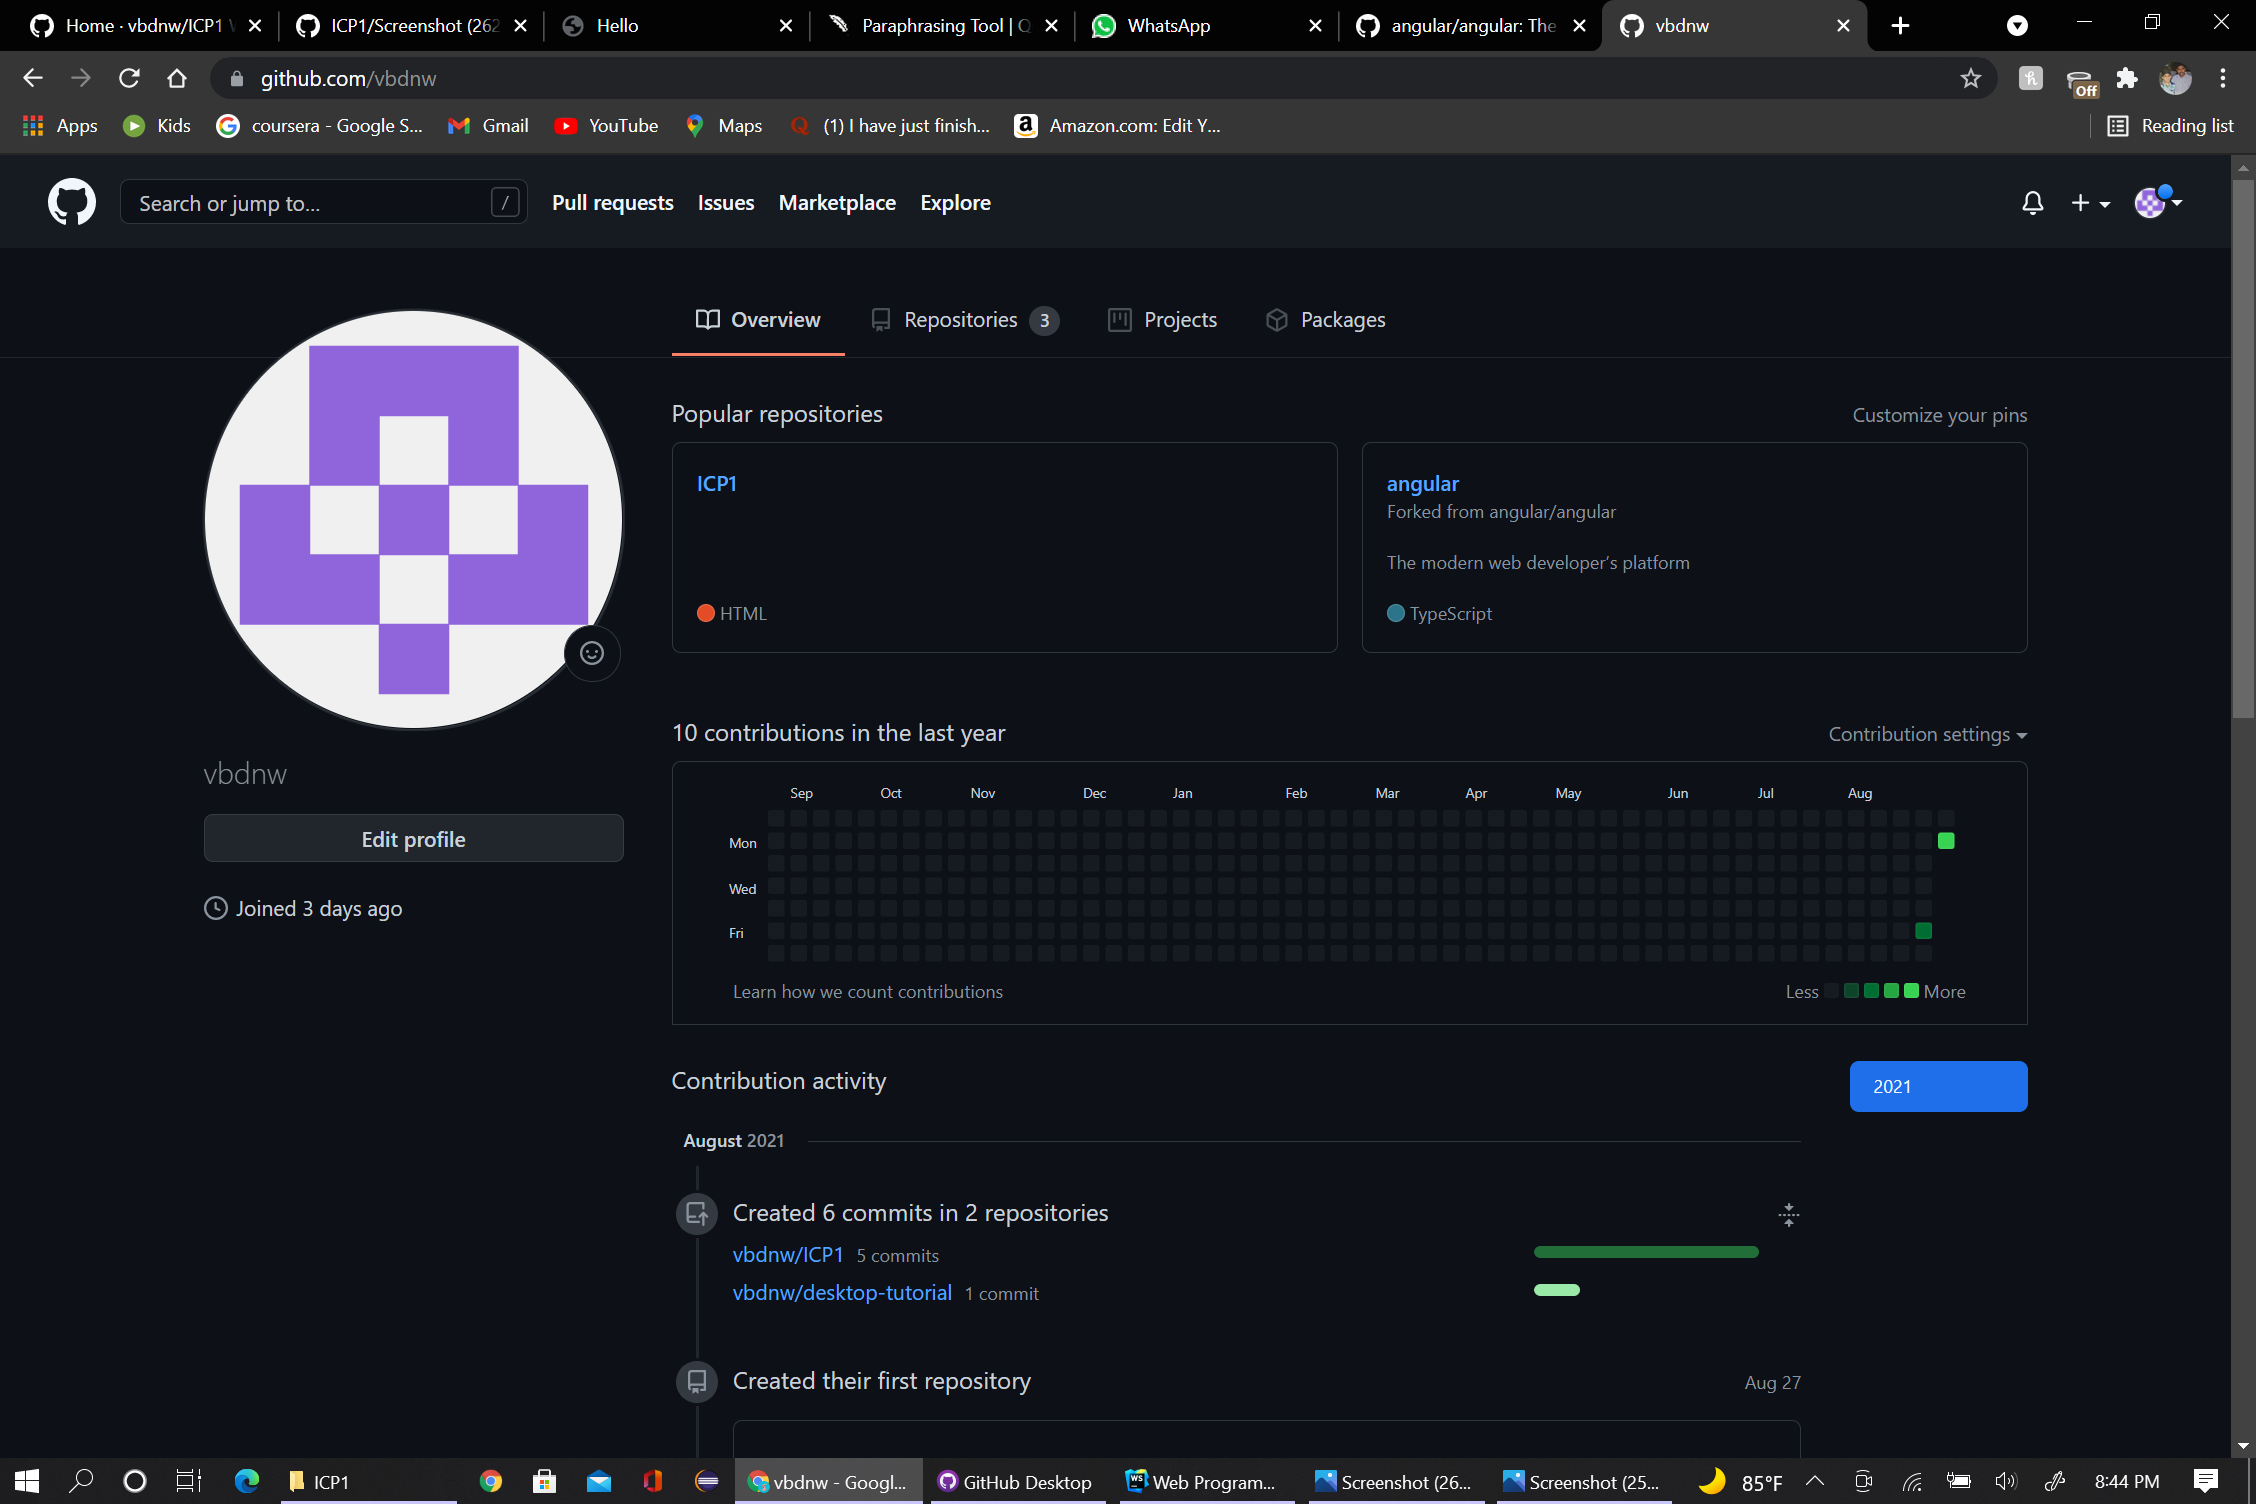 Home · vbdnw/ICP1 ICP1/Screenshot (262 Hello Paraphrasing Tool | Q WhatsApp angular/angular: The vbdnw
github.com/vbdnw
Off
Apps Kids coursera - Google S... Gmail YouTube Maps (1) I have just finish... Amazon.com: Edit Y... Reading list
Search or jump to... / Pull requests Issues Marketplace Explore
Overview Repositories 3 Projects Packages
Popular repositories Customize your pins
ICP1
HTML
angular
Forked from angular/angular
The modern web developer’s platform
TypeScript
vbdnw
Edit profile
Joined 3 days ago
10 contributions in the last year Contribution settings
Sep Oct Nov Dec Jan Feb Mar Apr May Jun Jul Aug
Mon
Wed
Fri
Learn how we count contributions Less More
Contribution activity 2021
August 2021
Created 6 commits in 2 repositories
vbdnw/ICP1 5 commits
vbdnw/desktop-tutorial 1 commit
Created their first repository Aug 27
ICP1 vbdnw - Googl... GitHub Desktop Web Program... Screenshot (26... Screenshot (25... 85°F 8:44 PM